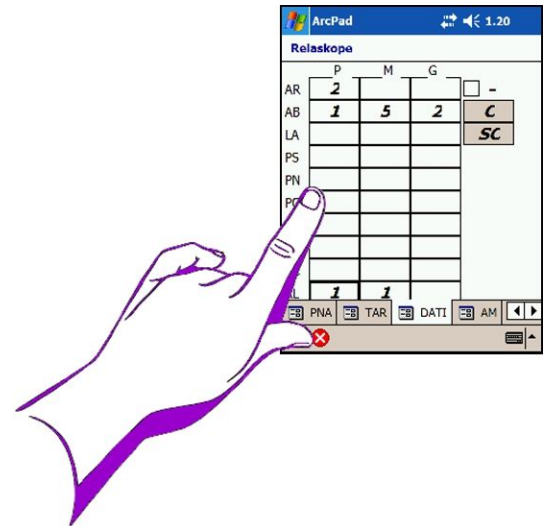 ArcPad 1.20
Relaskope
P M G
AR 2 -
AB 1 5 2 C
LA SC
PS
PN
1 1
PNA TAR DATI AM